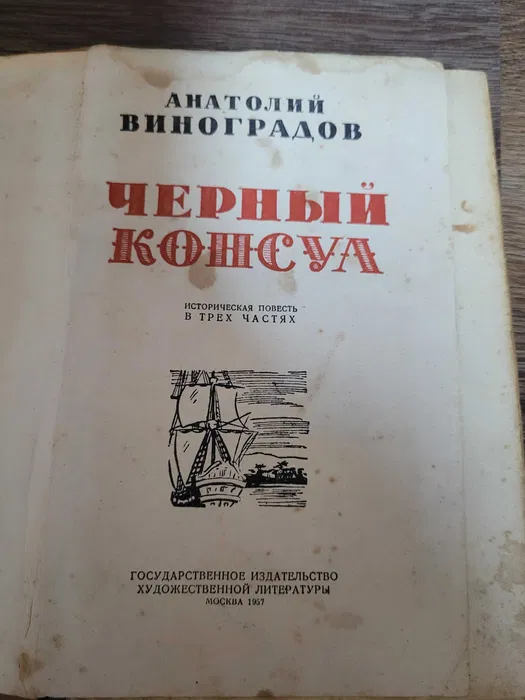 АНАТОЛИЙ
ВИНОГРАДОВ
ЧЕРНЫЙ
КОНСУЛ
ИСТОРИЧЕСКАЯ ПОВЕСТЬ
В ТРЕХ ЧАСТЯХ
ГОСУДАРСТВЕННОЕ ИЗДАТЕЛЬСТВО
ХУДОЖЕСТВЕННОЙ ЛИТЕРАТУРЫ
МОСКВА 1957